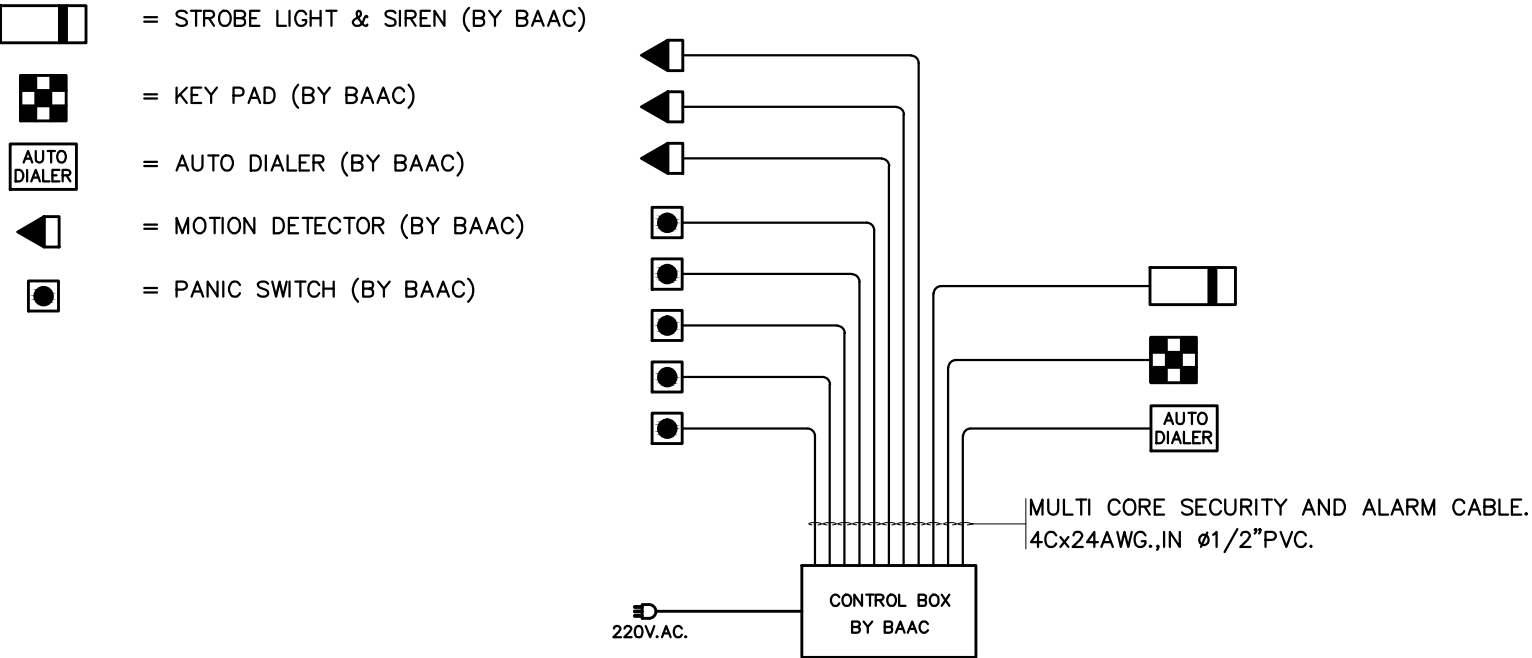 = STROBE LIGHT & SIREN (BY BAAC)
= KEY PAD (BY BAAC)
AUTO
DIALER
= AUTO DIALER (BY BAAC)
= MOTION DETECTOR (BY BAAC)
= PANIC SWITCH (BY BAAC)
AUTO
DIALER
MULTI CORE SECURITY AND ALARM CABLE.
4Cx24AWG.,IN ø1/2”PVC.
CONTROL BOX
BY BAAC
220V.AC.